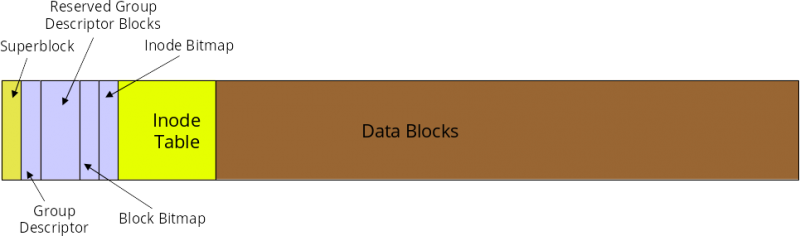 Reserved Group
Descriptor Blocks
Superblock
Inode Bitmap
Inode
Table
Data Blocks
Group
Descriptor
Block Bitmap